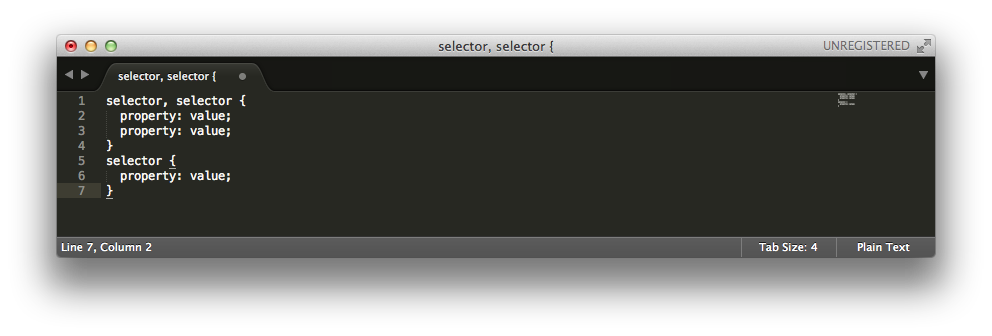 selector, selector {
UNREGISTERED
selector, selector {
1 selector, selector {
2 property: value;
3 property: value;
4 }
5 selector {
6 property: value;
7 }
Line 7, Column 2
Tab Size: 4
Plain Text